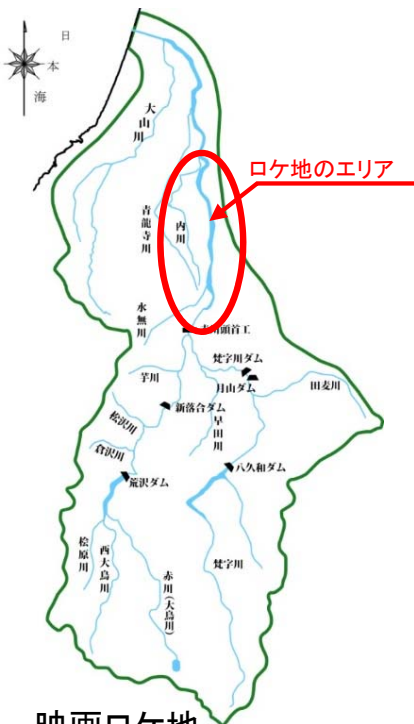 日
本
海
大山川
ロケ地のエリア
青龍寺川
内川
水無川
赤川頭首工
梵字川ダム
芋川
月山ダム
田麦川
新落合ダム
松沢川
早田川
倉沢川
八久和ダム
荒沢ダム
桧原川
西大鳥川
赤川(大鳥川)
梵字川
映画ロケ地